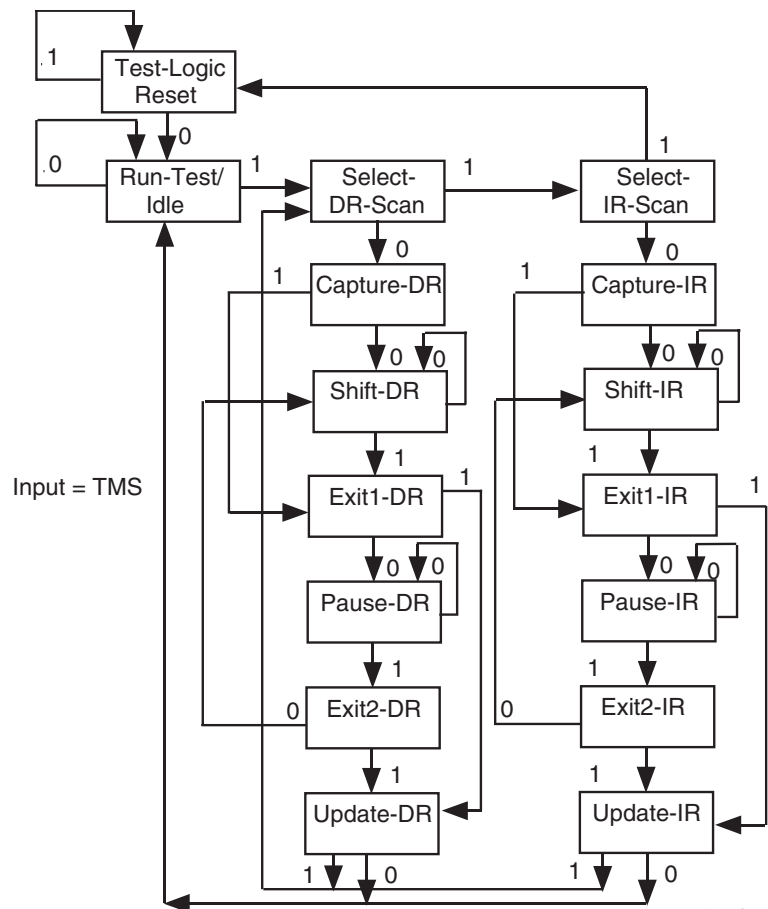 .1
Test-Logic
Reset
0
1
.0
Run-Test/
Idle
1
Select-
DR-Scan
1
Select-
IR-Scan
0
0
1
Capture-DR
1
Capture-IR
0
0
0
0
Shift-DR
Shift-IR
1
1
Input = TMS
Exit1-DR
1
Exit1-IR
1
0
0
0
0
Pause-DR
Pause-IR
1
1
0
Exit2-DR
0
Exit2-IR
1
1
Update-DR
Update-IR
1
0
1
0